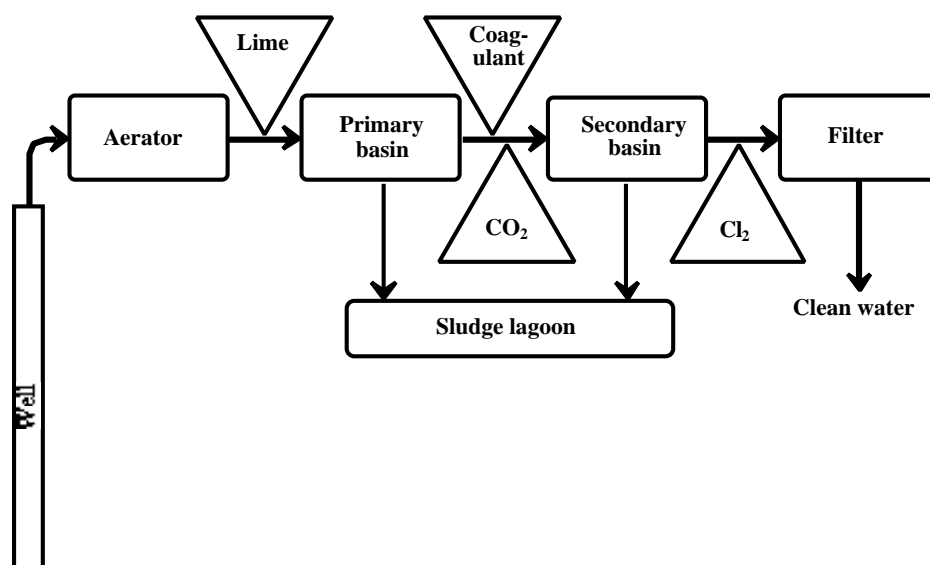 Lime
Coag-
ulant
Aerator
Primary
basin
Secondary
basin
Filter
CO₂
Cl₂
Clean water
Sludge lagoon
Well